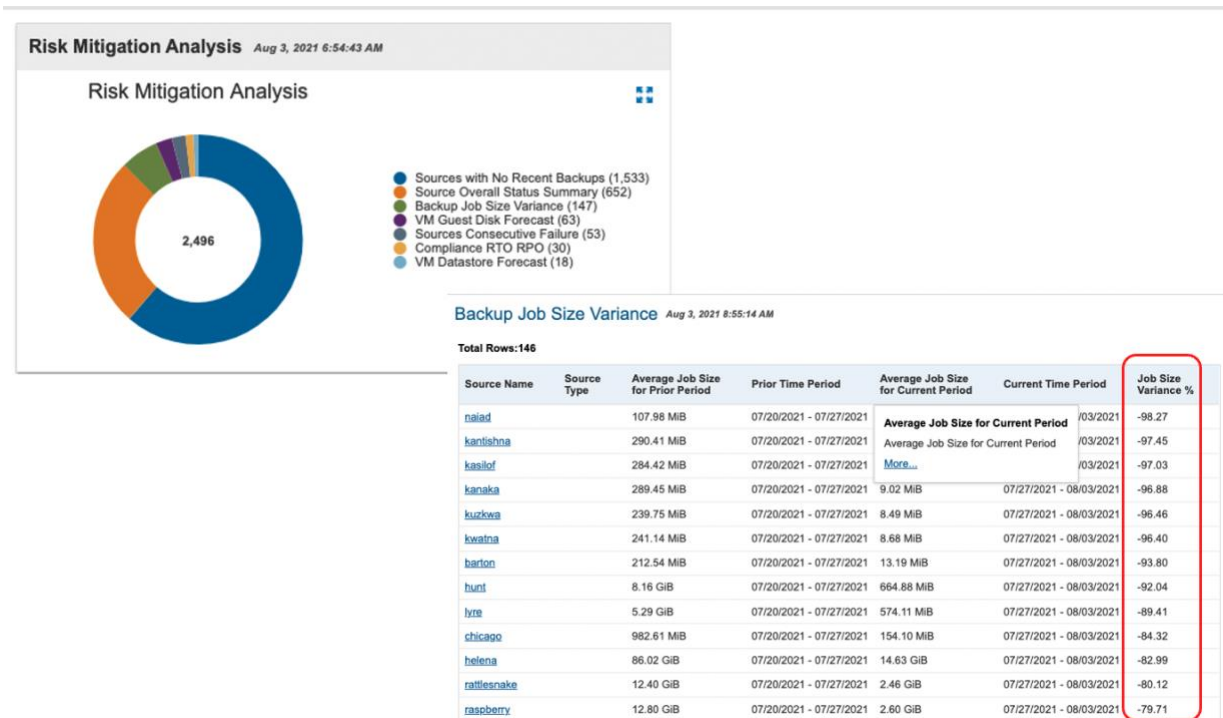 Risk Mitigation Analysis Aug 3, 2021 6:54:43 AM
Risk Mitigation Analysis
2,496
Sources with No Recent Backups (1,533)
Source Overall Status Summary (652)
Backup Job Size Variance (147)
VM Guest Disk Forecast (63)
Sources Consecutive Failure (53)
Compliance RTO RPO (30)
VM Datastore Forecast (18)
Backup Job Size Variance Aug 3, 2021 8:55:14 AM
Total Rows:146
Source Name Source Type Average Job Size for Prior Period Prior Time Period Average Job Size for Current Period Current Time Period Job Size Variance %
naiad 107.98 MiB 07/20/2021 - 07/27/2021 /03/2021 -98.27
kantishna 290.41 MiB 07/20/2021 - 07/27/2021 /03/2021 -97.45
kasilof 284.42 MiB 07/20/2021 - 07/27/2021 /03/2021 -97.03
Average Job Size for Current Period
Average Job Size for Current Period
More...
kanaka 289.45 MiB 07/20/2021 - 07/27/2021 9.02 MiB 07/27/2021 - 08/03/2021 -96.88
kuzkwa 239.75 MiB 07/20/2021 - 07/27/2021 8.49 MiB 07/27/2021 - 08/03/2021 -96.46
kwatna 241.14 MiB 07/20/2021 - 07/27/2021 8.68 MiB 07/27/2021 - 08/03/2021 -96.40
barton 212.54 MiB 07/20/2021 - 07/27/2021 13.19 MiB 07/27/2021 - 08/03/2021 -93.80
hunt 8.16 GiB 07/20/2021 - 07/27/2021 664.88 MiB 07/27/2021 - 08/03/2021 -92.04
lyre 5.29 GiB 07/20/2021 - 07/27/2021 574.11 MiB 07/27/2021 - 08/03/2021 -89.41
chicago 982.61 MiB 07/20/2021 - 07/27/2021 154.10 MiB 07/27/2021 - 08/03/2021 -84.32
helena 86.02 GiB 07/20/2021 - 07/27/2021 14.63 GiB 07/27/2021 - 08/03/2021 -82.99
rattlesnake 12.40 GiB 07/20/2021 - 07/27/2021 2.46 GiB 07/27/2021 - 08/03/2021 -80.12
raspberry 12.80 GiB 07/20/2021 - 07/27/2021 2.60 GiB 07/27/2021 - 08/03/2021 -79.71